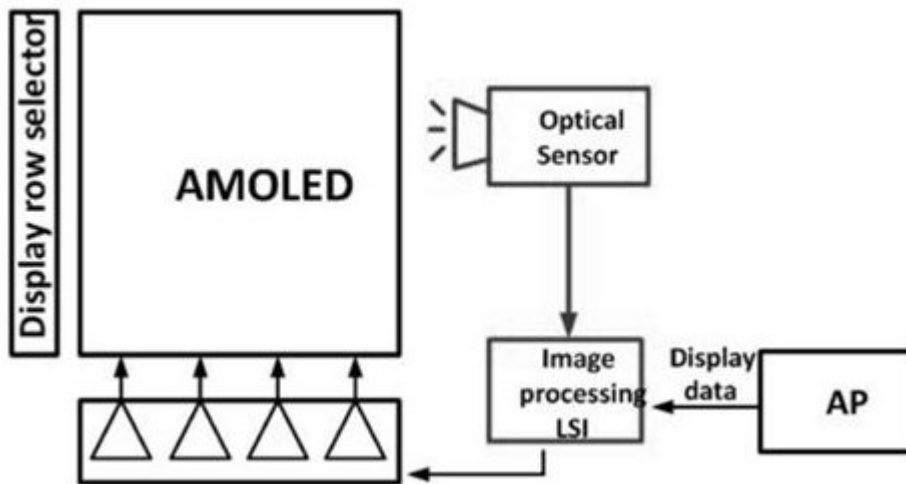 Display row selector
AMOLED
Optical
Sensor
Image
processing
LSI
Display
data
AP